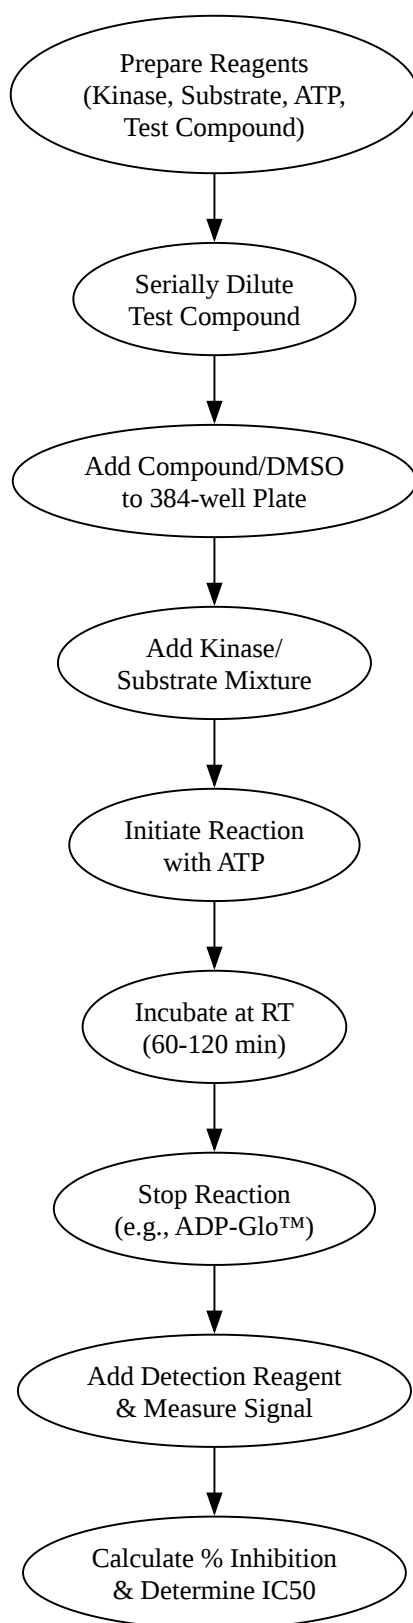 Prepare Reagents
(Kinase, Substrate, ATP,
Test Compound)
Serially Dilute
Test Compound
Add Compound/DMSO
to 384-well Plate
Add Kinase/
Substrate Mixture
Initiate Reaction
with ATP
Incubate at RT
(60-120 min)
Stop Reaction
(e.g., ADP-Glo™)
Add Detection Reagent
& Measure Signal
Calculate % Inhibition
& Determine IC50